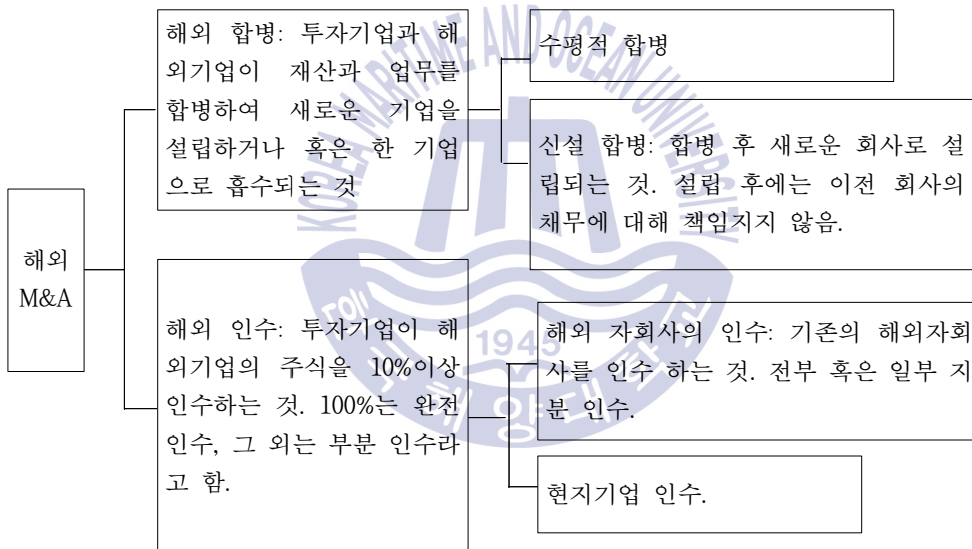 해외 합병: 투자기업과 해
외기업이 재산과 업무를
합병하여 새로운 기업을
설립하거나 혹은 한 기업
으로 흡수되는 것
수평적 합병
신설 합병: 합병 후 새로운 회사로 설
립되는 것. 설립 후에는 이전 회사의
채무에 대해 책임지지 않음.
해외
M&A
해외 인수: 투자기업이 해
외기업의 주식을 10%이상
인수하는 것. 100%는 완전
인수, 그 외는 부분 인수라
고 함.
해외 자회사의 인수: 기존의 해외자회
사를 인수 하는 것. 전부 혹은 일부 지
분 인수.
현지기업 인수.
KOREA MARITIME AND OCEAN UNIVERSITY
1945